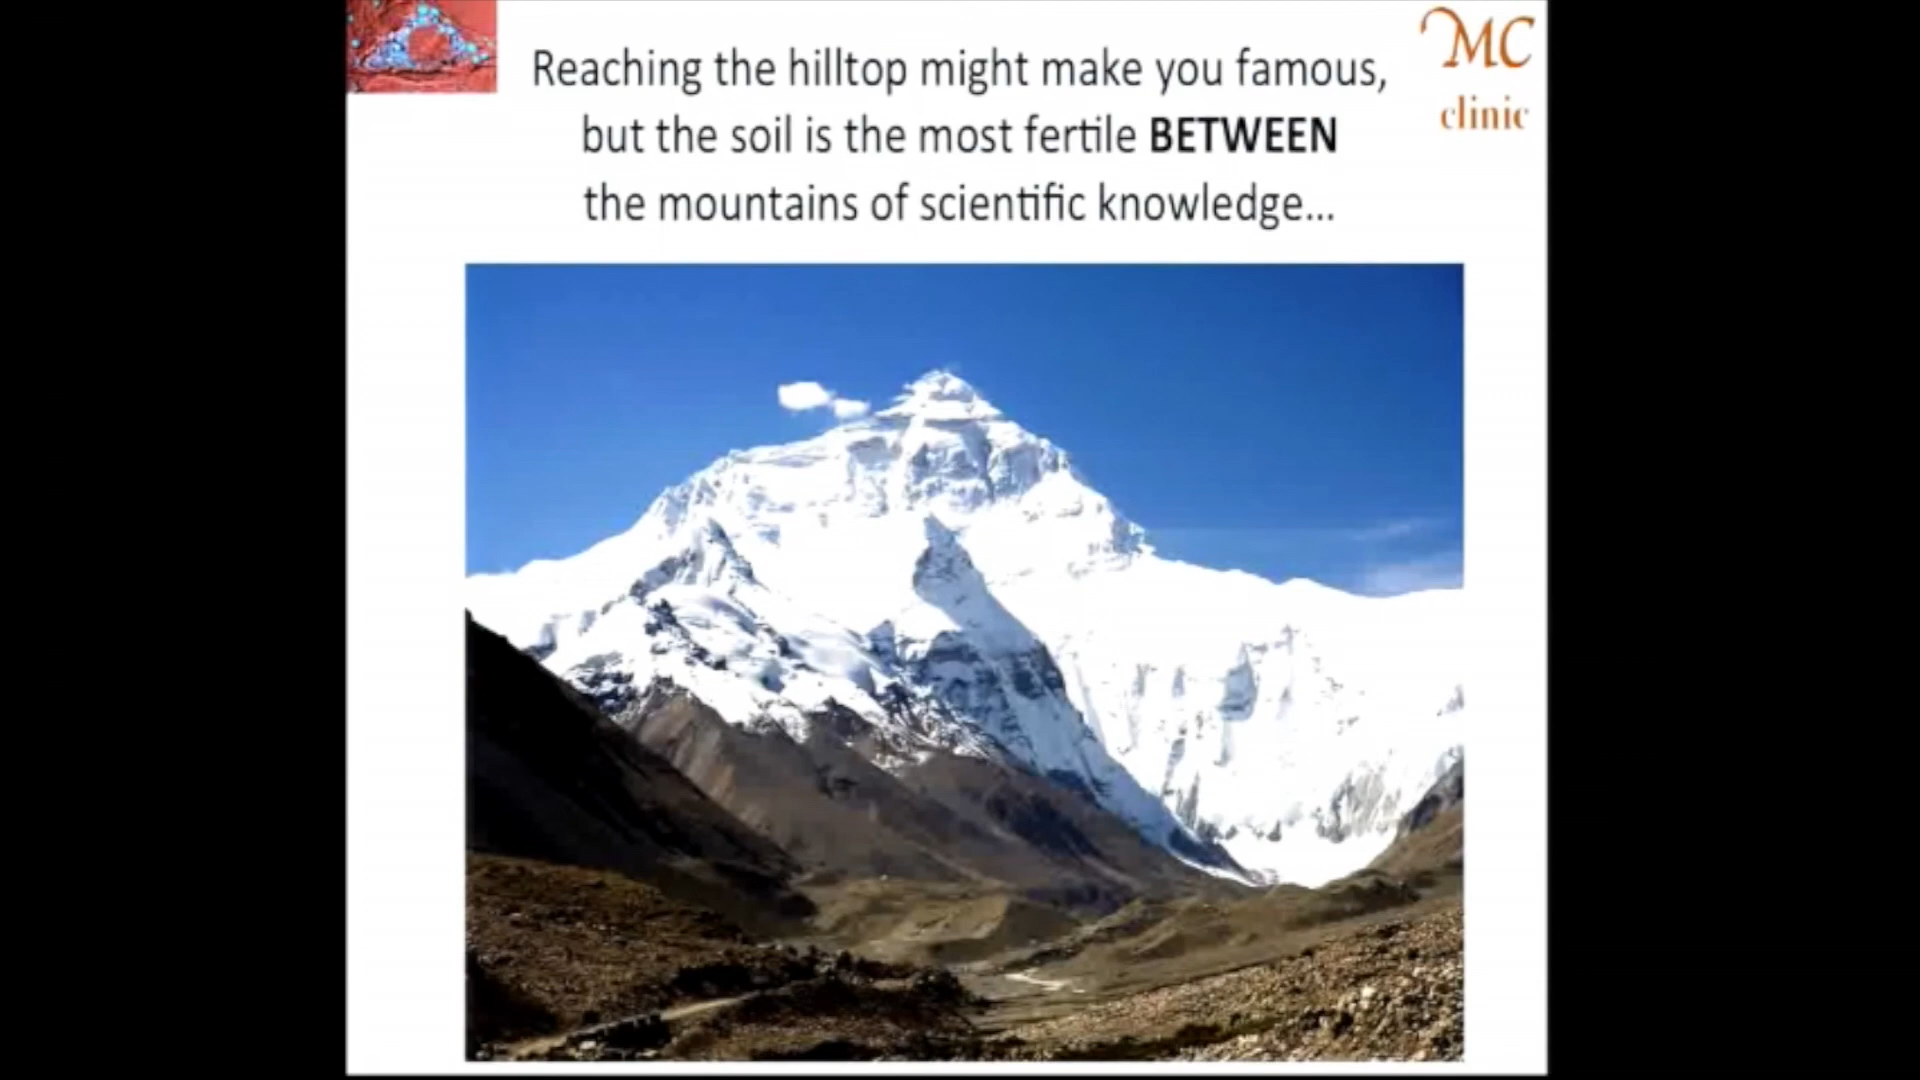 Reaching the hilltop might make you famous,
but the soil is the most fertile BETWEEN
the mountains of scientific knowledge...
MC
clinic